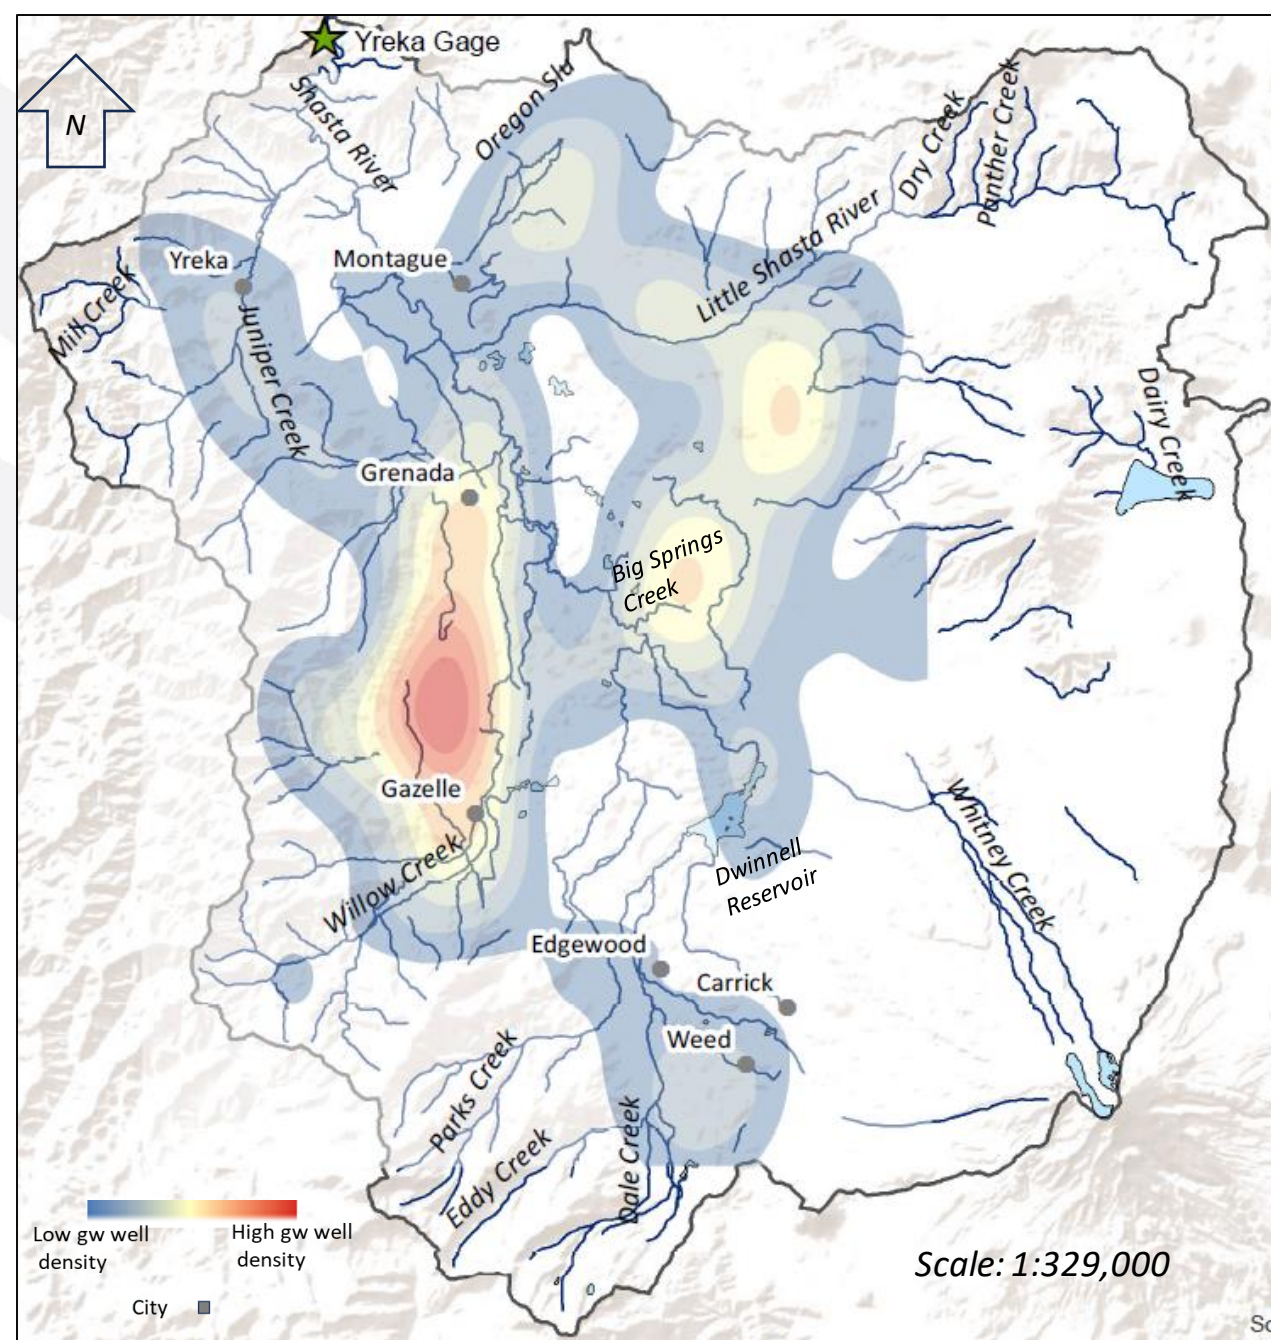 Yreka Gage
N
Shasta River
Oregon Slu
Dry Creek
Panther Creek
Little Shasta River
Yreka
Montague
Mill Creek
Juniper Creek
Dairy Creek
Grenada
Big Springs
Creek
Gazelle
Whitney Creek
Willow Creek
Dwinnell
Reservoir
Edgewood
Carrick
Weed
Parks Creek
Eddy Creek
Dale Creek
Low gw well
density
High gw well
density
City
Scale: 1:329,000
So